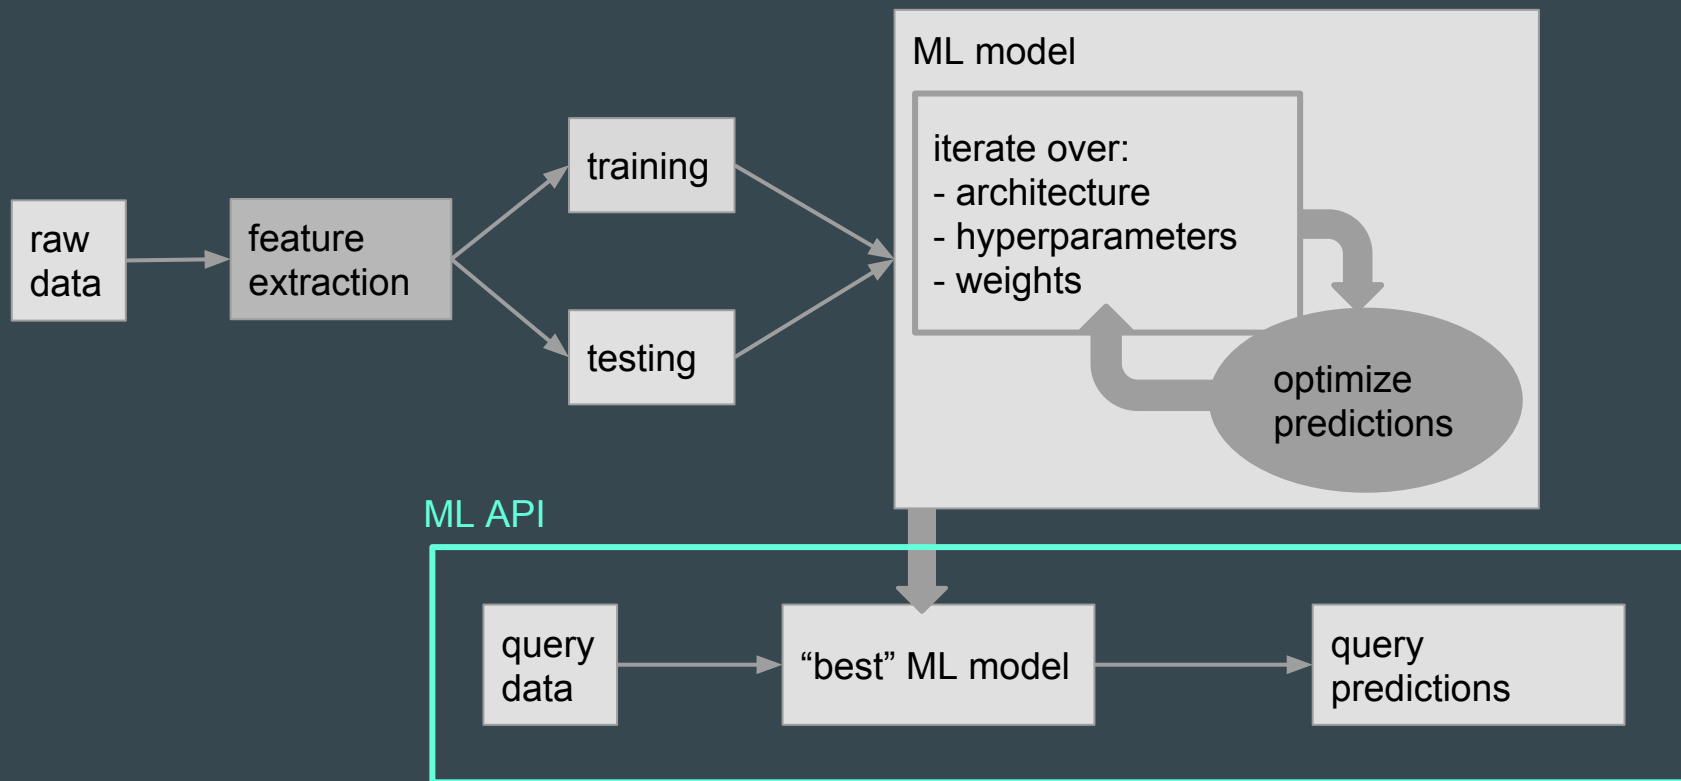 raw
data
feature
extraction
training
testing
ML model
iterate over:
- architecture
- hyperparameters
- weights
optimize
predictions
ML API
query
data
“best” ML model
query
predictions